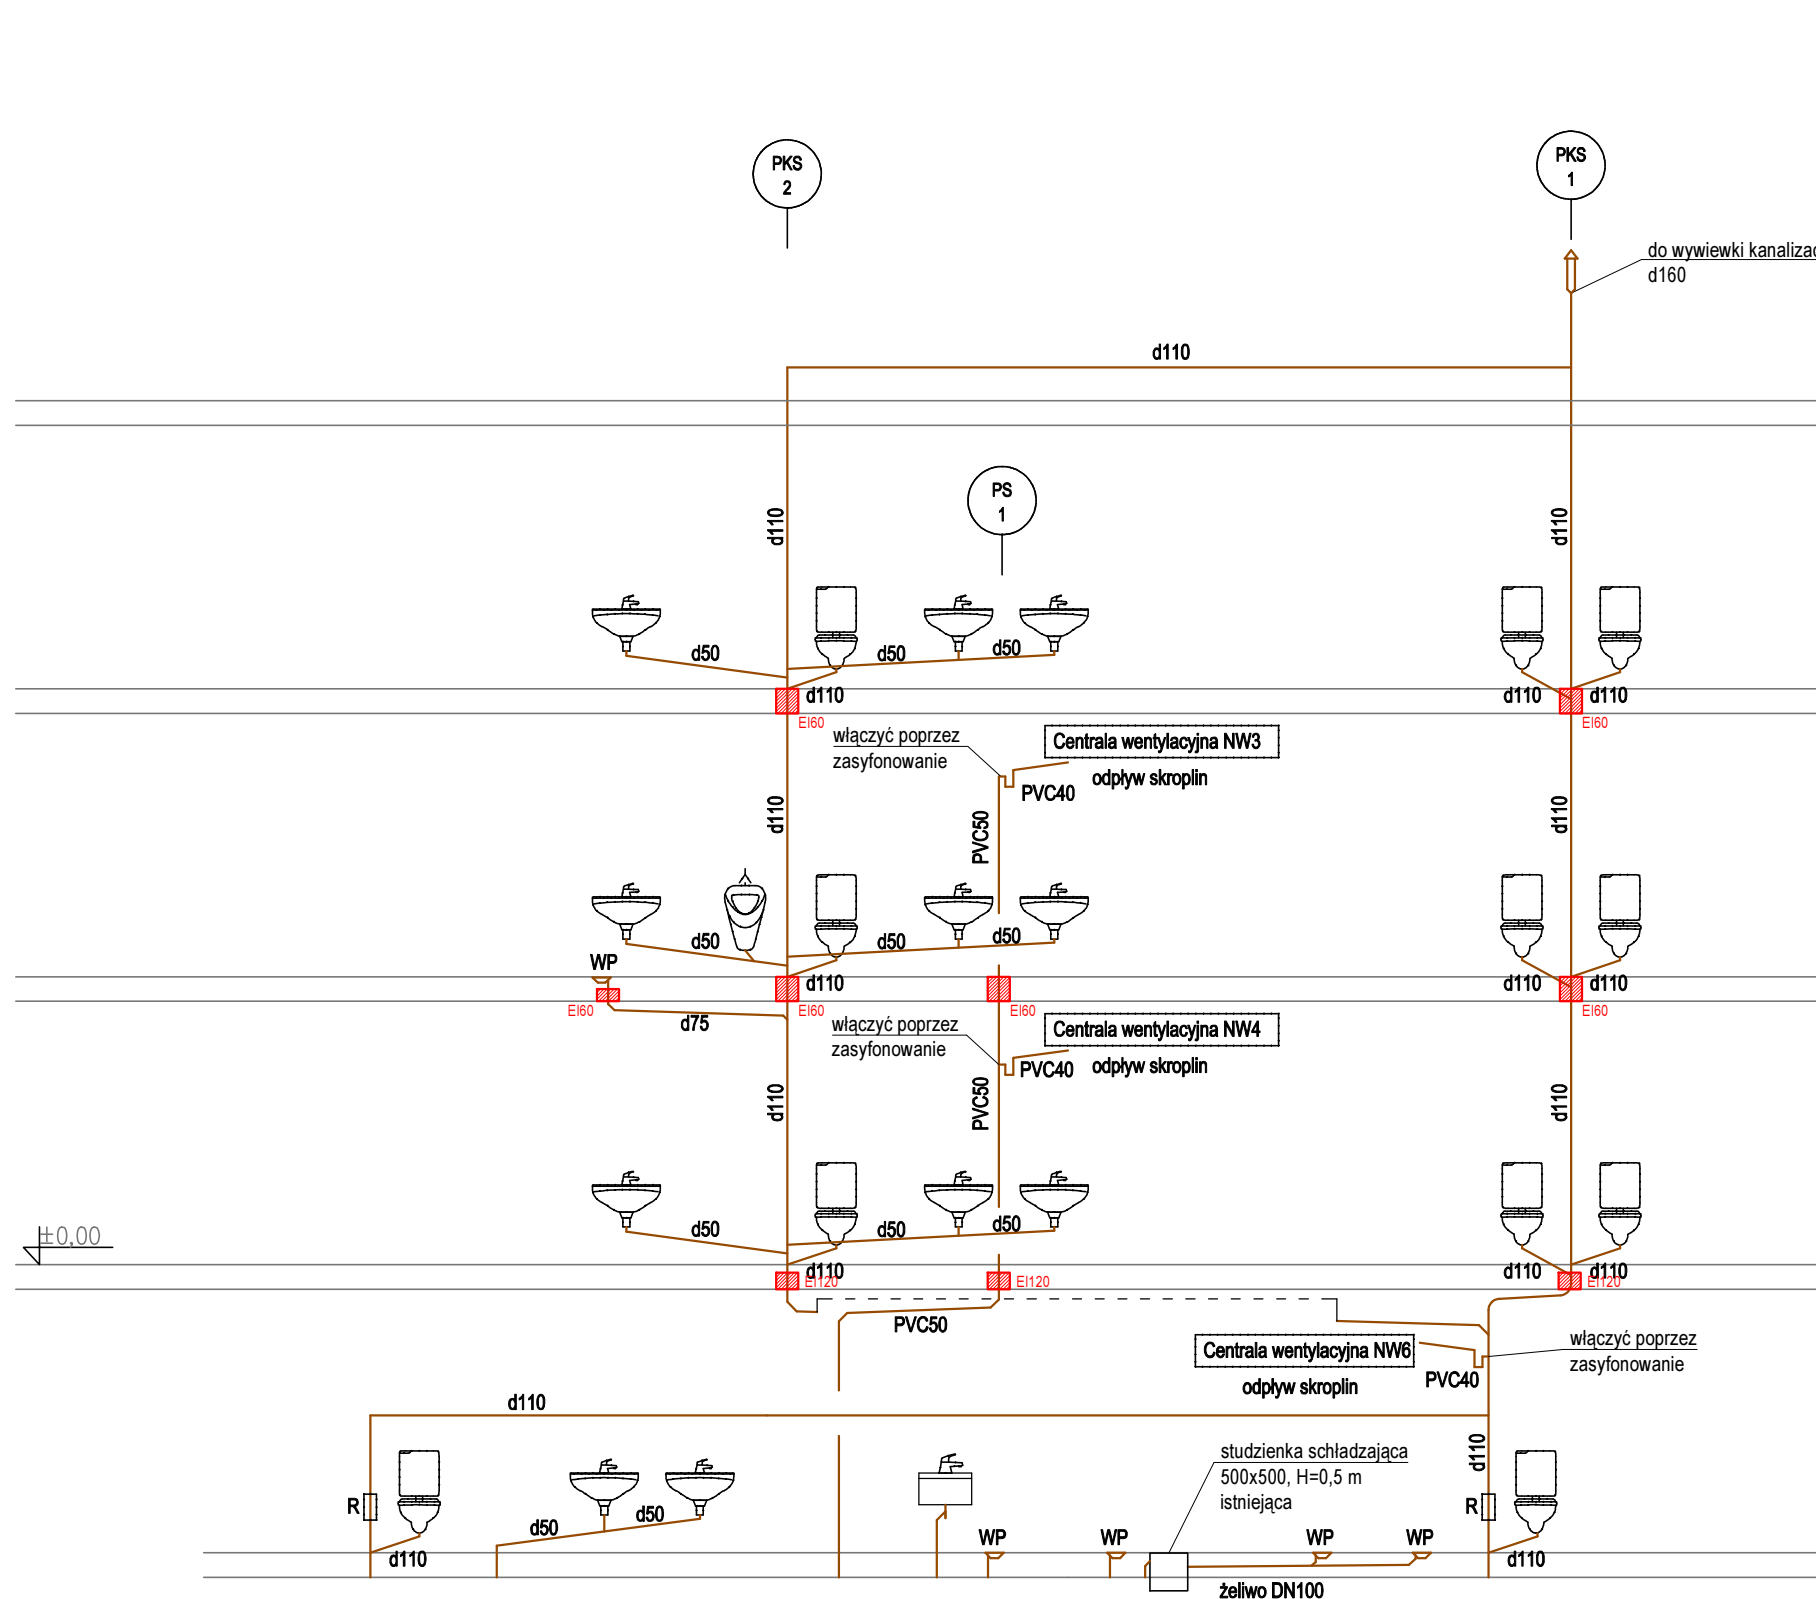 PKS
2
PKS
1
do wywiewki kanalizac
d160
d110
PS
1
d110
d110
d50
d50
d50
d110
d110
d110
EI60
EI60
włączyć poprzez
zasyfonowanie
Centrala wentylacyjna NW3
odpływ skroplin
PVC40
d110
PVC50
d110
d50
d50
d50
WP
d110
d110
d110
EI60
EI60
EI60
EI60
d75
włączyć poprzez
zasyfonowanie
Centrala wentylacyjna NW4
odpływ skroplin
PVC40
d110
PVC50
d110
±0,00
d50
d50
d50
d110
d110
d110
EI120
EI120
EI120
PVC50
Centrala wentylacyjna NW6
odpływ skroplin
PVC40
włączyć poprzez
zasyfonowanie
d110
d110
studzienka schładzająca
500x500, H=0,5 m
istniejąca
R
R
d50
d50
WP
WP
WP
WP
d110
d110
żeliwo DN100